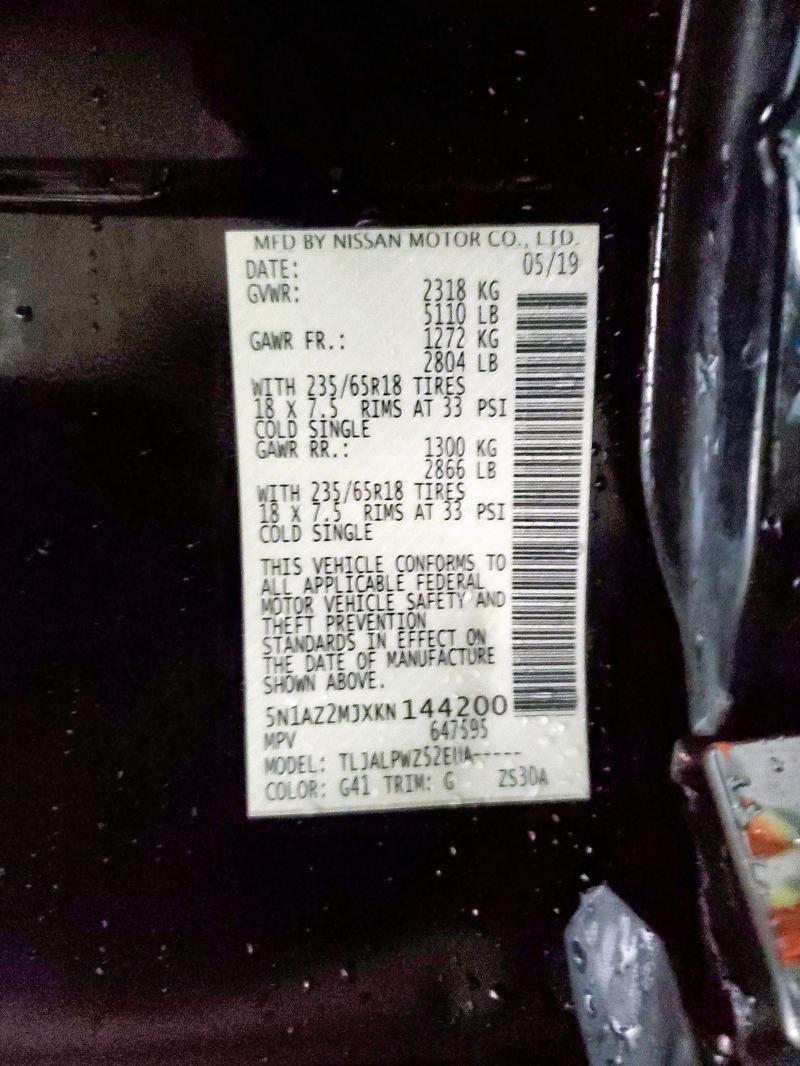 MFD BY NISSAN MOTOR CO., LTD.
DATE: 05/19
GVWR: 2318 KG
5110 LB
GAWR FR.: 1272 KG
2804 LB
WITH 235/65R18 TIRES
18 X 7.5 RIMS AT 33 PSI
COLD SINGLE
GAWR RR.: 1300 KG
2866 LB
WITH 235/65R18 TIRES
18 X 7.5 RIMS AT 33 PSI
COLD SINGLE
THIS VEHICLE CONFORMS TO
ALL APPLICABLE FEDERAL
MOTOR VEHICLE SAFETY AND
THEFT PREVENTION
STANDARDS IN EFFECT ON
THE DATE OF MANUFACTURE
SHOWN ABOVE.
5N1AZ2MJXKN144200
MPV 647595
MODEL: TLJALPWZ52EUA-----
COLOR: G41 TRIM: G ZS30A